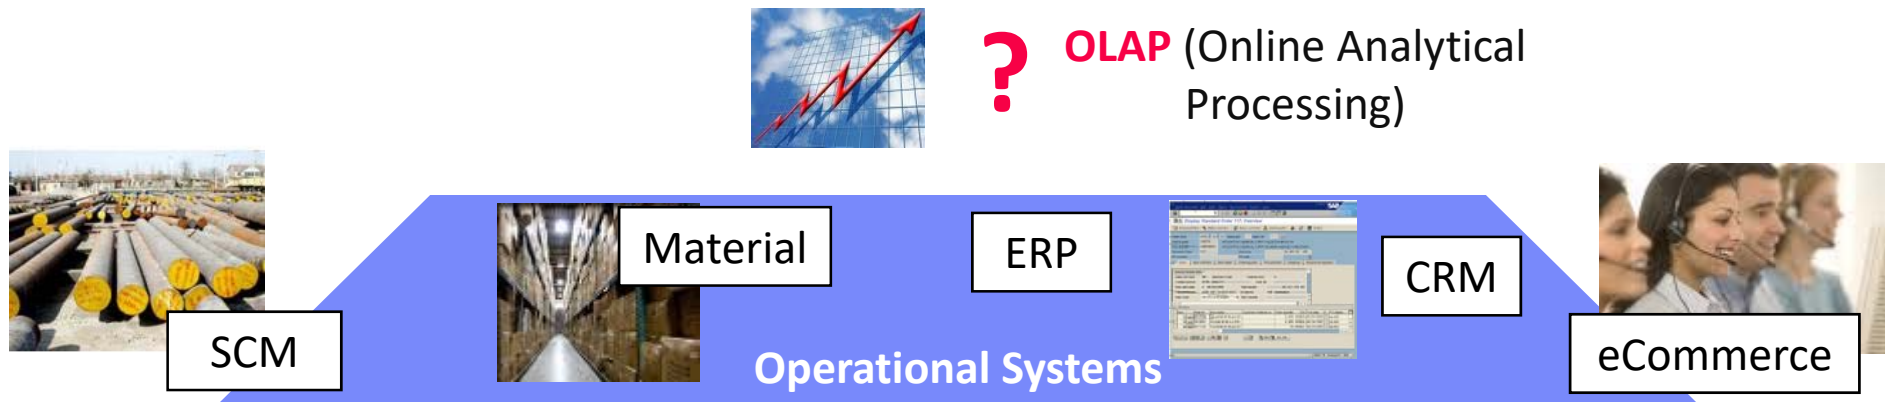 ? OLAP (Online Analytical
Processing)
Material
ERP
CRM
SCM
Operational Systems
eCommerce